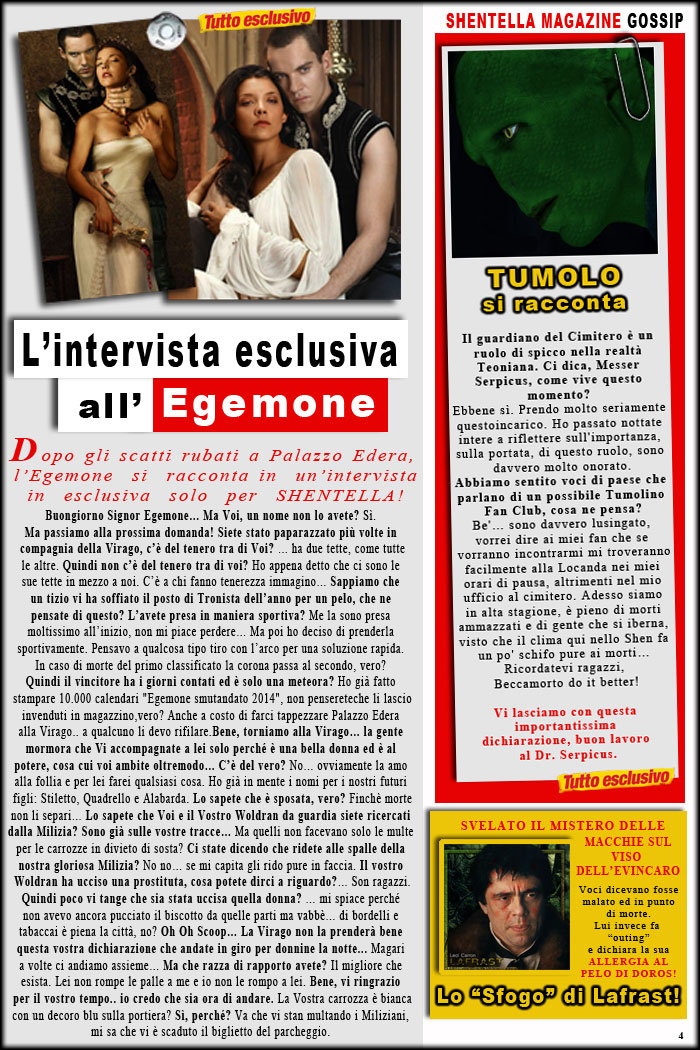 Tutto esclusivo
L'intervista esclusiva
all' Egemone
Dopo gli scatti rubati a Palazzo Edera,
l'Egemone si racconta in un'intervista
in esclusiva solo per SHENTELLA!
Buongiorno Signor Egemone... Ma Voi, un nome non lo avete? Sì.
Ma passiamo alla prossima domanda! Siete stato paparazzato più volte in
compagnia della Virago, c'è del tenero tra di Voi? ... ha due tette, come tutte
le altre. Quindi non c'è del tenero tra di voi? Ho appena detto che ci sono le
sue tette in mezzo a noi. C'è a chi fanno tenerezza immagino... Sappiamo che
un tizio vi ha soffiato il posto di Tronista dell'anno per un pelo, che ne
pensate di questo? L'avete presa in maniera sportiva? Me la sono presa
moltissimo all'inizio, non mi piace perdere... Ma poi ho deciso di prenderla
sportivamente. Pensavo a qualcosa tipo tiro con l'arco per una soluzione rapida.
In caso di morte del primo classificato la corona passa al secondo, vero?
Quindi il vincitore ha i giorni contati ed è solo una meteora? Ho già fatto
stampare 10.000 calendari "Egemone smutandato 2014", non pensereteche li lascio
invenduti in magazzino,vero? Anche a costo di farci tappezzare Palazzo Edera
alla Virago.. a qualcuno li devo rifilare.Bene, torniamo alla Virago... la gente
mormora che Vi accompagnate a lei solo perché è una bella donna ed è al
potere, cosa cui voi ambite oltremodo... C'è del vero? No... ovviamente la amo
alla follia e per lei farei qualsiasi cosa. Ho già in mente i nomi per i nostri futuri
figli: Stiletto, Quadrello e Alabarda. Lo sapete che è sposata, vero? Finchè morte
non li separi... Lo sapete che Voi e il Vostro Woldran da guardia siete ricercati
dalla Milizia? Sono già sulle vostre tracce... Ma quelli non facevano solo le multe
per le carrozze in divieto di sosta? Ci state dicendo che ridete alle spalle della
nostra gloriosa Milizia? No no... se mi capita gli rido pure in faccia. Il vostro
Woldran ha ucciso una prostituta, cosa potete dirci a riguardo?... Son ragazzi.
Quindi poco vi tange che sia stata uccisa quella donna? ... mi spiace perché
non avevo ancora pucciato il biscotto da quelle parti ma vabbè... di bordelli e
tabaccai è piena la città, no? Oh Oh Scoop... La Virago non la prenderà bene
questa vostra dichiarazione che andate in giro per donnine la notte... Magari
a volte ci andiamo assieme... Ma che razza di rapporto avete? Il migliore che
esista. Lei non rompe le palle a me e io non le rompo a lei. Bene, vi ringrazio
per il vostro tempo.. io credo che sia ora di andare. La Vostra carrozza è bianca
con un decoro blu sulla portiera? Sì, perché? Va che vi stan multando i Miliziani,
mi sa che vi è scaduto il biglietto del parcheggio.
SHENTELLA MAGAZINE GOSSIP
TUMOLO
si racconta
Il guardiano del Cimitero è un
ruolo di spicco nella realtà
Teoniana. Ci dica, Messer
Serpicus, come vive questo
momento?
Ebbene sì. Prendo molto seriamente
questoincarico. Ho passato nottate
intere a riflettere sull'importanza,
sulla portata, di questo ruolo, sono
davvero molto onorato.
Abbiamo sentito voci di paese che
parlano di un possibile Tumolino
Fan Club, cosa ne pensa?
Be'... sono davvero lusingato,
vorrei dire ai miei fan che se
vorranno incontrarmi mi troveranno
facilmente alla Locanda nei miei
orari di pausa, altrimenti nel mio
ufficio al cimitero. Adesso siamo
in alta stagione, è pieno di morti
ammazzati e di gente che si iberna,
visto che il clima qui nello Shen fa
un po' schifo pure ai morti...
Ricordatevi ragazzi,
Beccamorto do it better!
Vi lasciamo con questa
importantissima
dichiarazione, buon lavoro
al Dr. Serpicus.
Tutto esclusivo
SVELATO IL MISTERO DELLE
MACCHIE SUL
VISO
DELL'EVINCARO
Voci dicevano fosse
malato ed in punto
di morte.
Lui invece fa
"outing"
e dichiara la sua
ALLERGIA AL
PELO DI DOROS!
LAFRAST
Lo "Sfogo" di Lafrast!
4